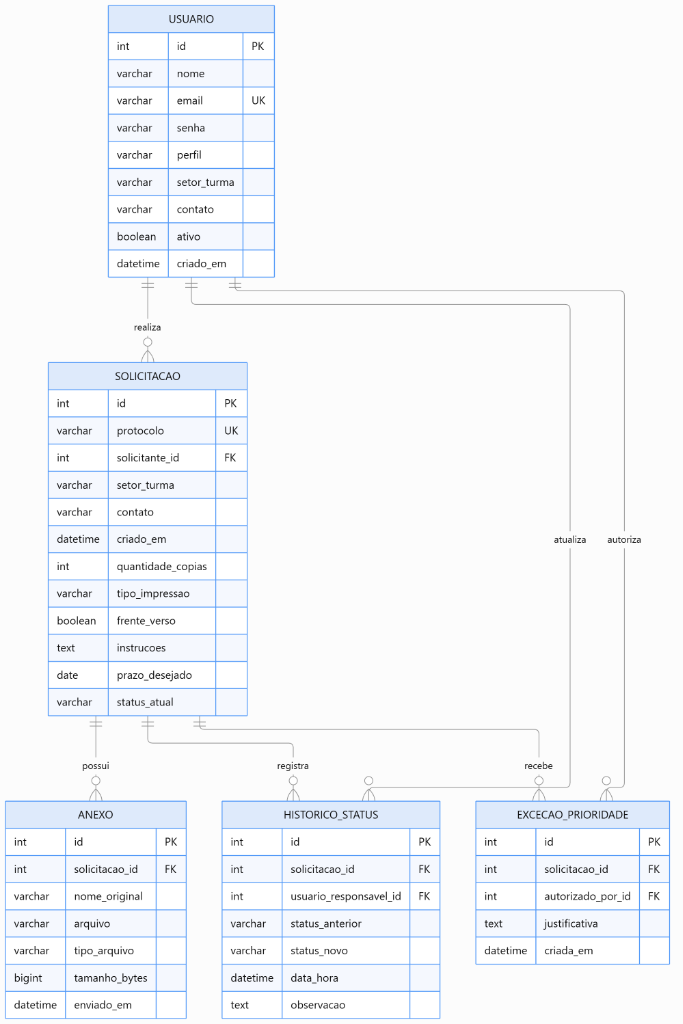 USUARIO
int id PK
varchar nome
varchar email UK
varchar senha
varchar perfil
varchar setor_turma
varchar contato
boolean ativo
datetime criado_em
realiza
SOLICITACAO
int id PK
varchar protocolo UK
int solicitante_id FK
varchar setor_turma
varchar contato
datetime criado_em
int quantidade_copias
varchar tipo_impressao
boolean frente_verso
text instrucoes
date prazo_desejado
varchar status_atual
atualiza autoriza
possui registra recebe
ANEXO
int id PK
int solicitacao_id FK
varchar nome_original
varchar arquivo
varchar tipo_arquivo
bigint tamanho_bytes
datetime enviado_em
HISTORICO_STATUS
int id PK
int solicitacao_id FK
int usuario_responsavel_id FK
varchar status_anterior
varchar status_novo
datetime data_hora
text observacao
EXCECAO_PRIORIDADE
int id PK
int solicitacao_id FK
int autorizado_por_id FK
text justificativa
datetime criada_em